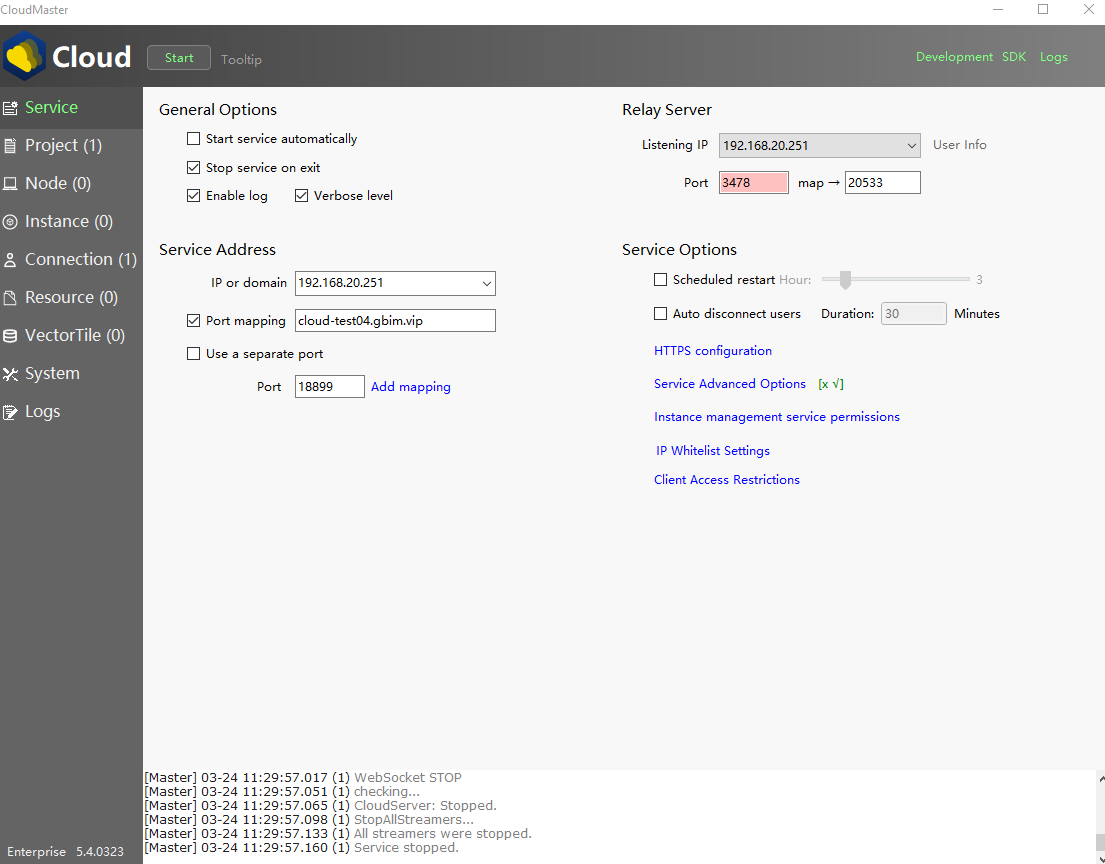 CloudMaster
Cloud Start Tooltip Development SDK Logs
Service
Project (1)
Node (0)
Instance (0)
Connection (1)
Resource (0)
VectorTile (0)
System
Logs
Enterprise 5.4.0323
General Options
Start service automatically
Stop service on exit
Enable log Verbose level
Service Address
IP or domain 192.168.20.251
Port mapping cloud-test04.gbim.vip
Use a separate port
Port 18899 Add mapping
Relay Server
Listening IP 192.168.20.251 User Info
Port 3478 map → 20533
Service Options
Scheduled restart Hour: 3
Auto disconnect users Duration: 30 Minutes
HTTPS configuration
Service Advanced Options [x √]
Instance management service permissions
IP Whitelist Settings
Client Access Restrictions
[Master] 03-24 11:29:57.017 (1) WebSocket STOP
[Master] 03-24 11:29:57.051 (1) checking...
[Master] 03-24 11:29:57.065 (1) CloudServer: Stopped.
[Master] 03-24 11:29:57.098 (1) StopAllStreamers...
[Master] 03-24 11:29:57.133 (1) All streamers were stopped.
[Master] 03-24 11:29:57.160 (1) Service stopped.